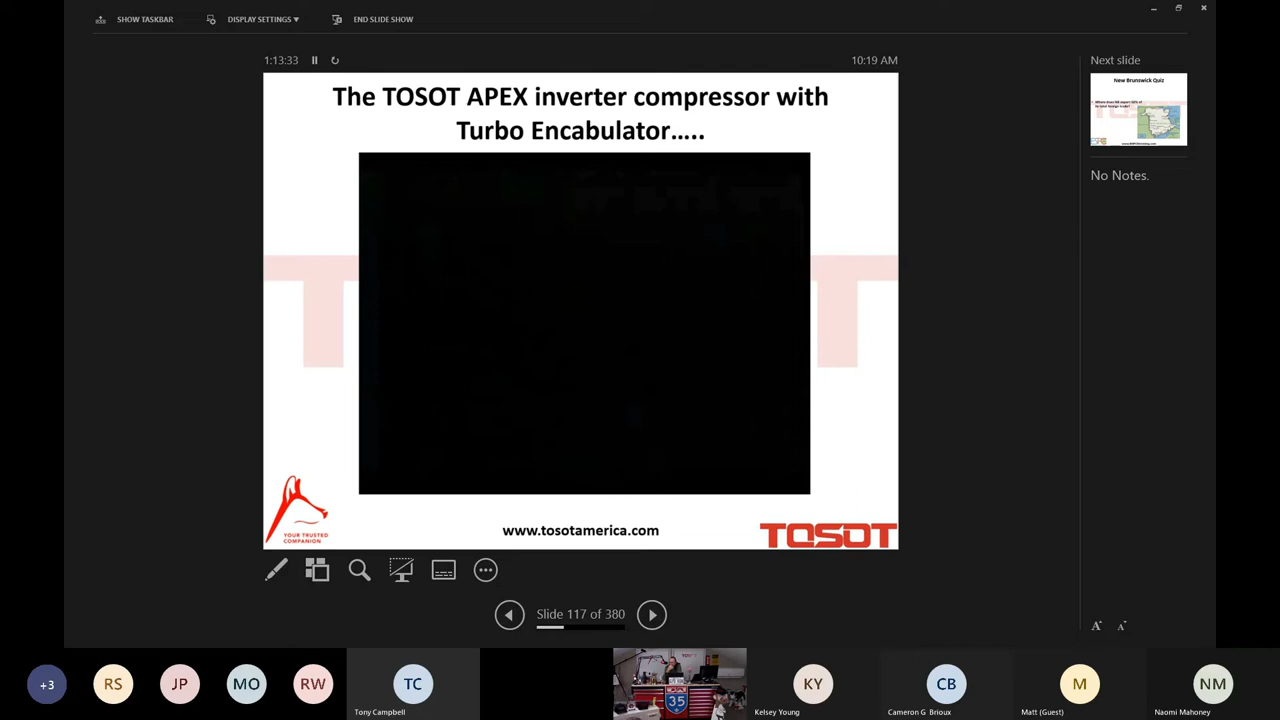 SHOW TASKBAR
DISPLAY SETTINGS ▼
END SLIDE SHOW
1:13:33
10:19 AM
The TOSOT APEX inverter compressor with
Turbo Encabulator…..
YOUR TRUSTED
COMPANION
www.tosotamerica.com
TOSOT
Slide 117 of 380
Next slide
New Brunswick Quiz
No Notes.
A
A
+3
RS
JP
MO
RW
TC
Tony Campbell
35
KY
Kelsey Young
CB
Cameron G Brioux
M
Matt (Guest)
NM
Naomi Mahoney